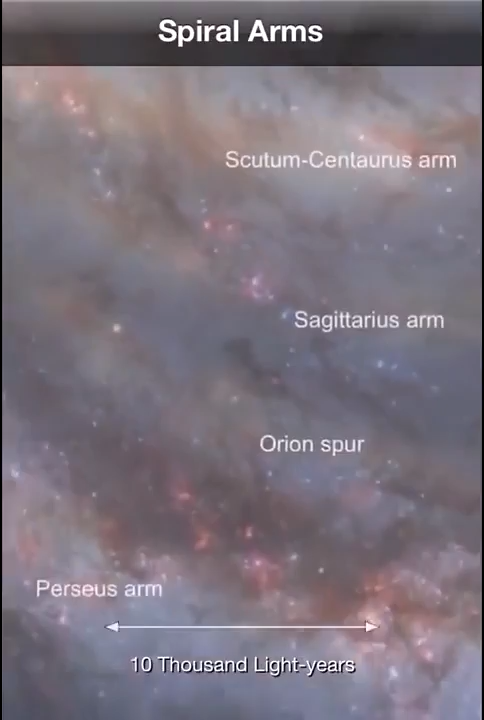 Spiral Arms
Scutum-Centaurus arm
Sagittarius arm
Orion spur
Perseus arm
10 Thousand Light-years